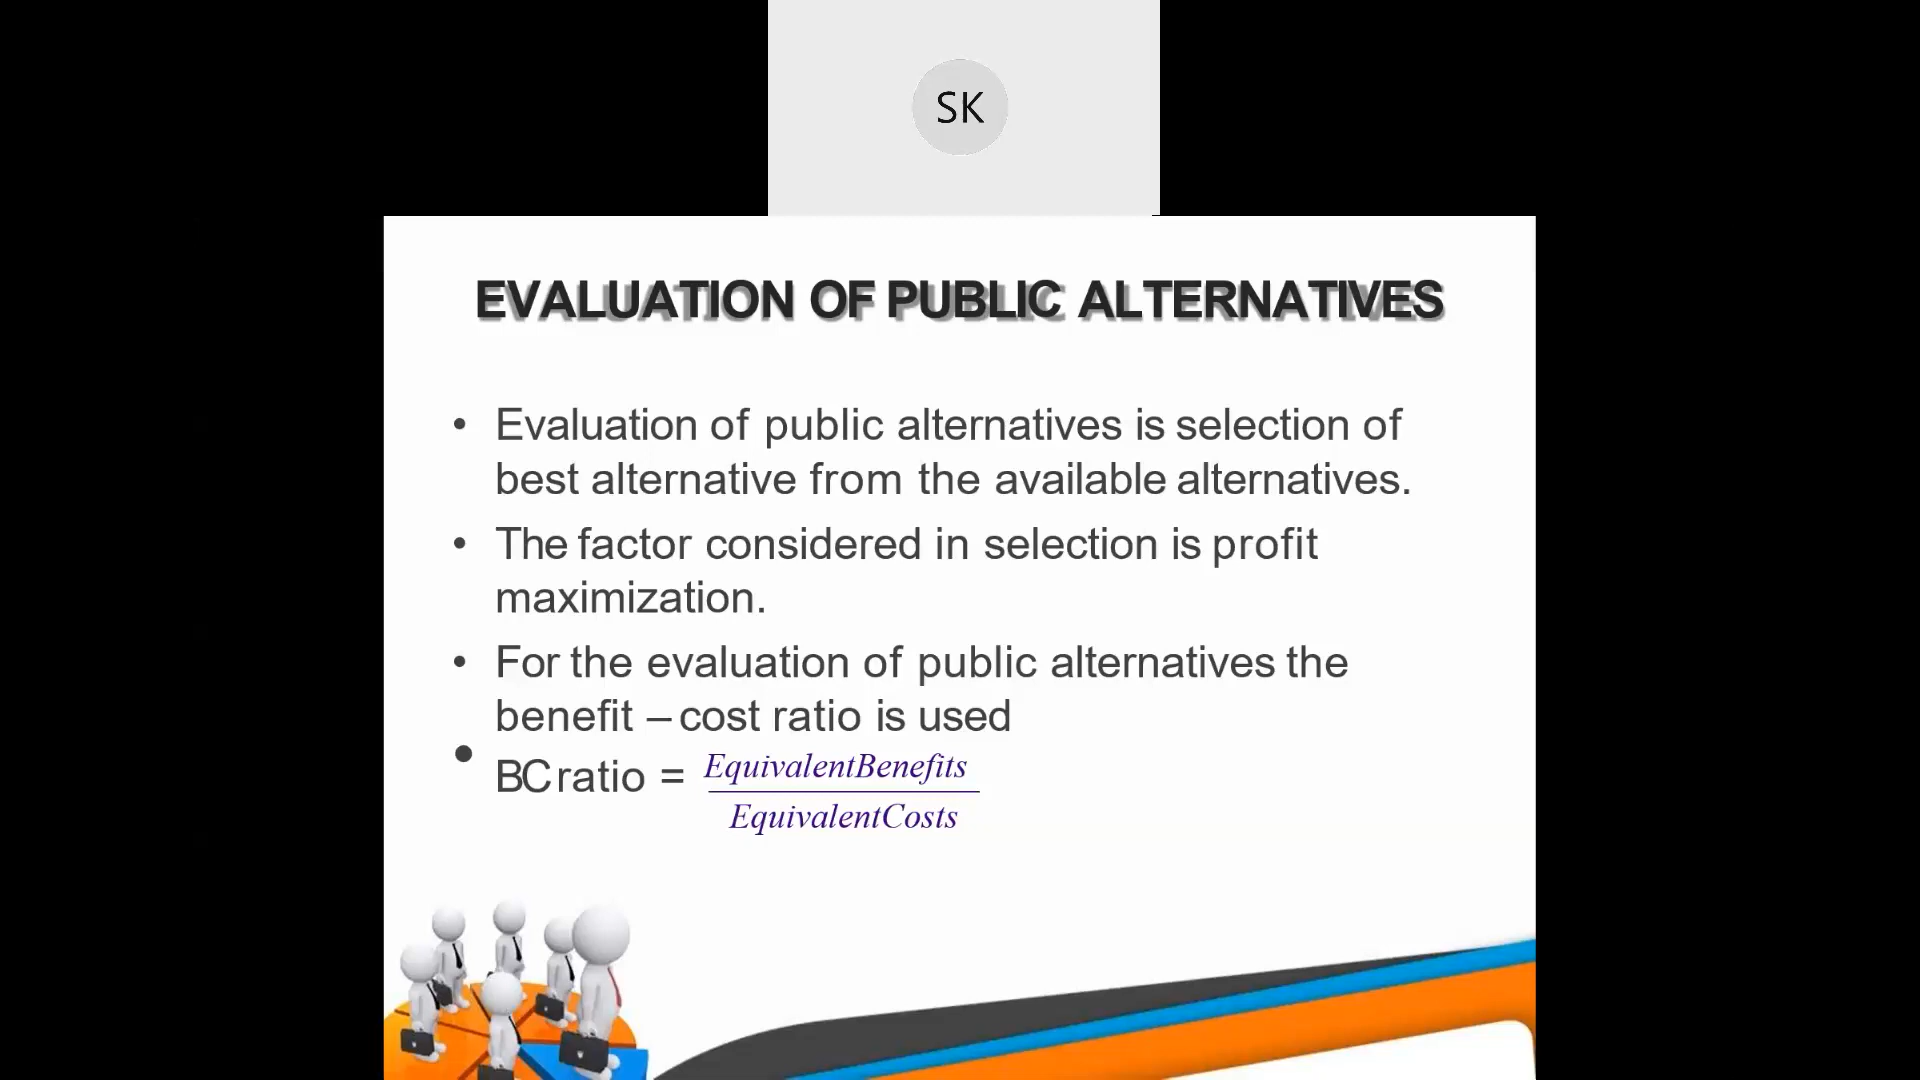 SK
EVALUATION OF PUBLIC ALTERNATIVES
• Evaluation of public alternatives is selection of
best alternative from the available alternatives.
• The factor considered in selection is profit
maximization.
• For the evaluation of public alternatives the
benefit – cost ratio is used
• BC ratio = EquivalentBenefits
EquivalentCosts